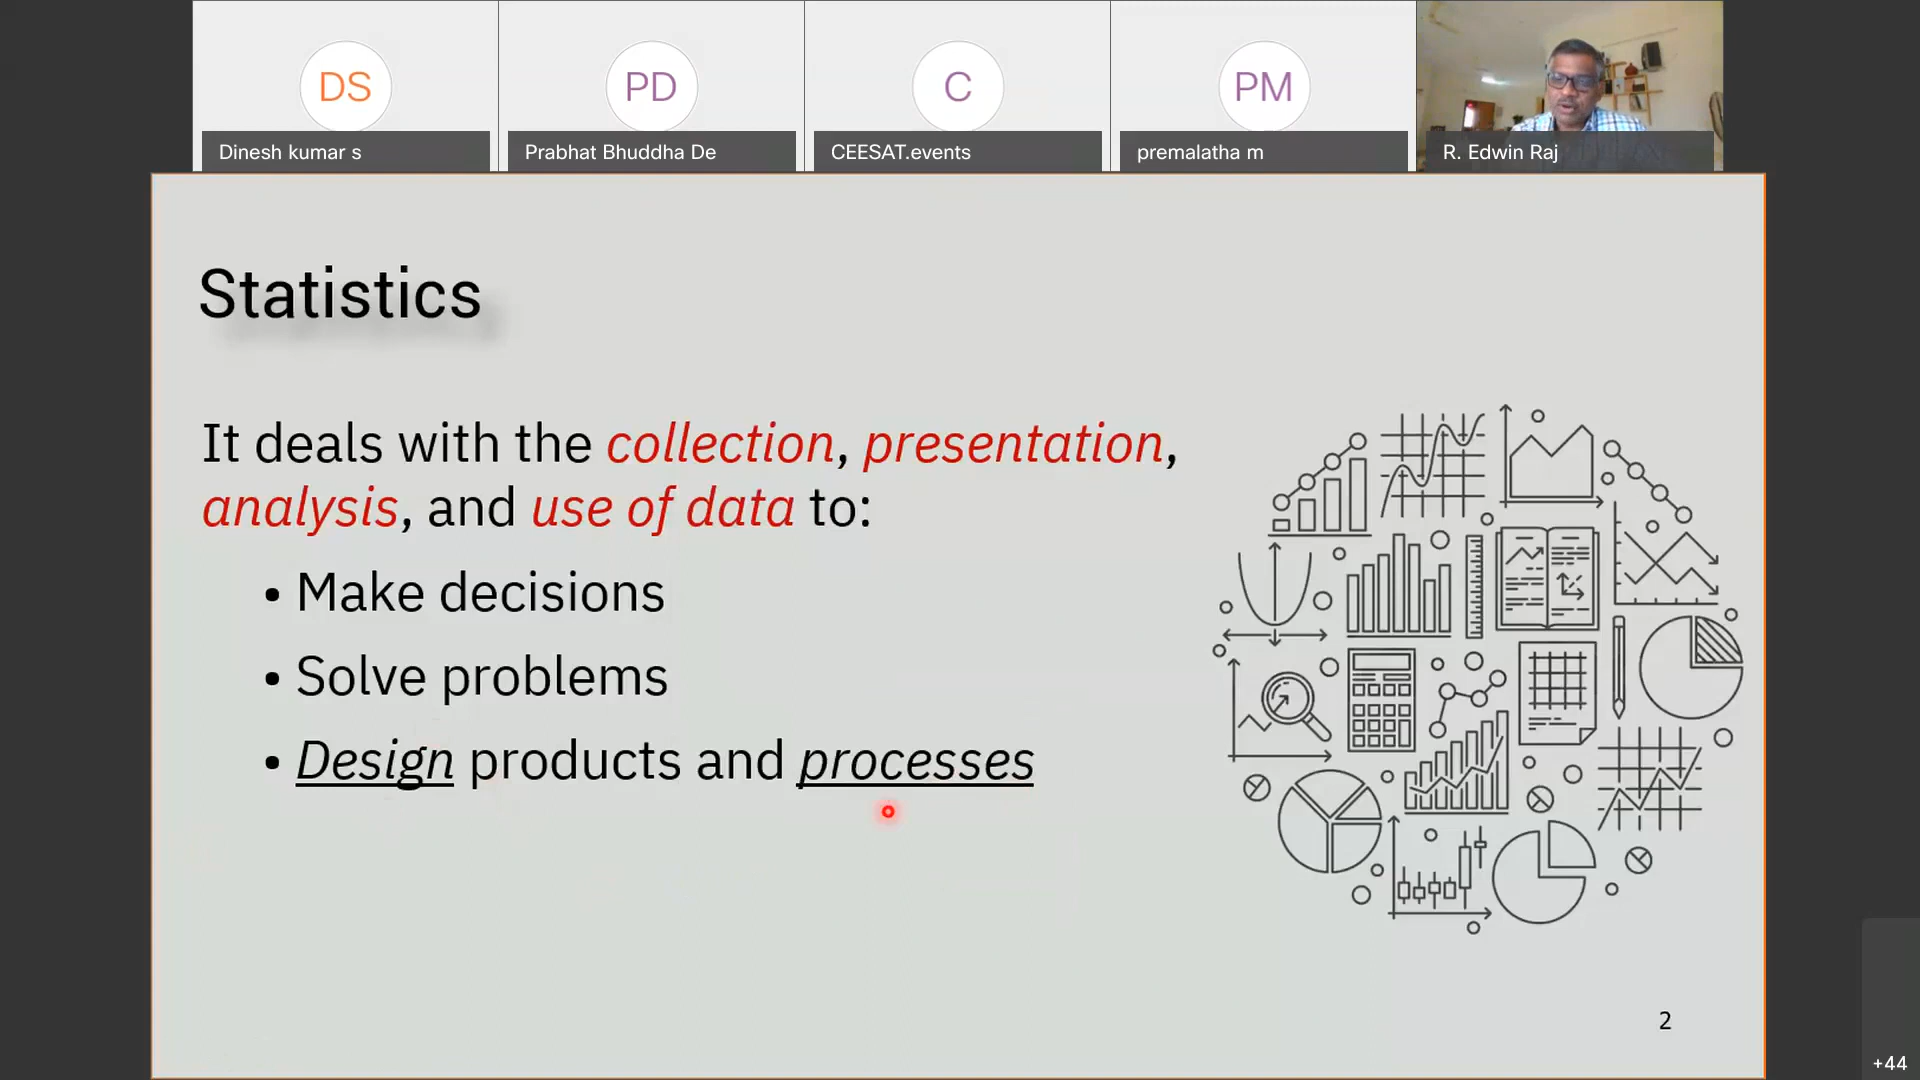 DS
PD
C
PM
Dinesh kumar s
Prabhat Bhuddha De
CEESAT.events
premalatha m
R. Edwin Raj
Statistics
It deals with the collection, presentation,
analysis, and use of data to:
• Make decisions
• Solve problems
• Design products and processes
2
+44